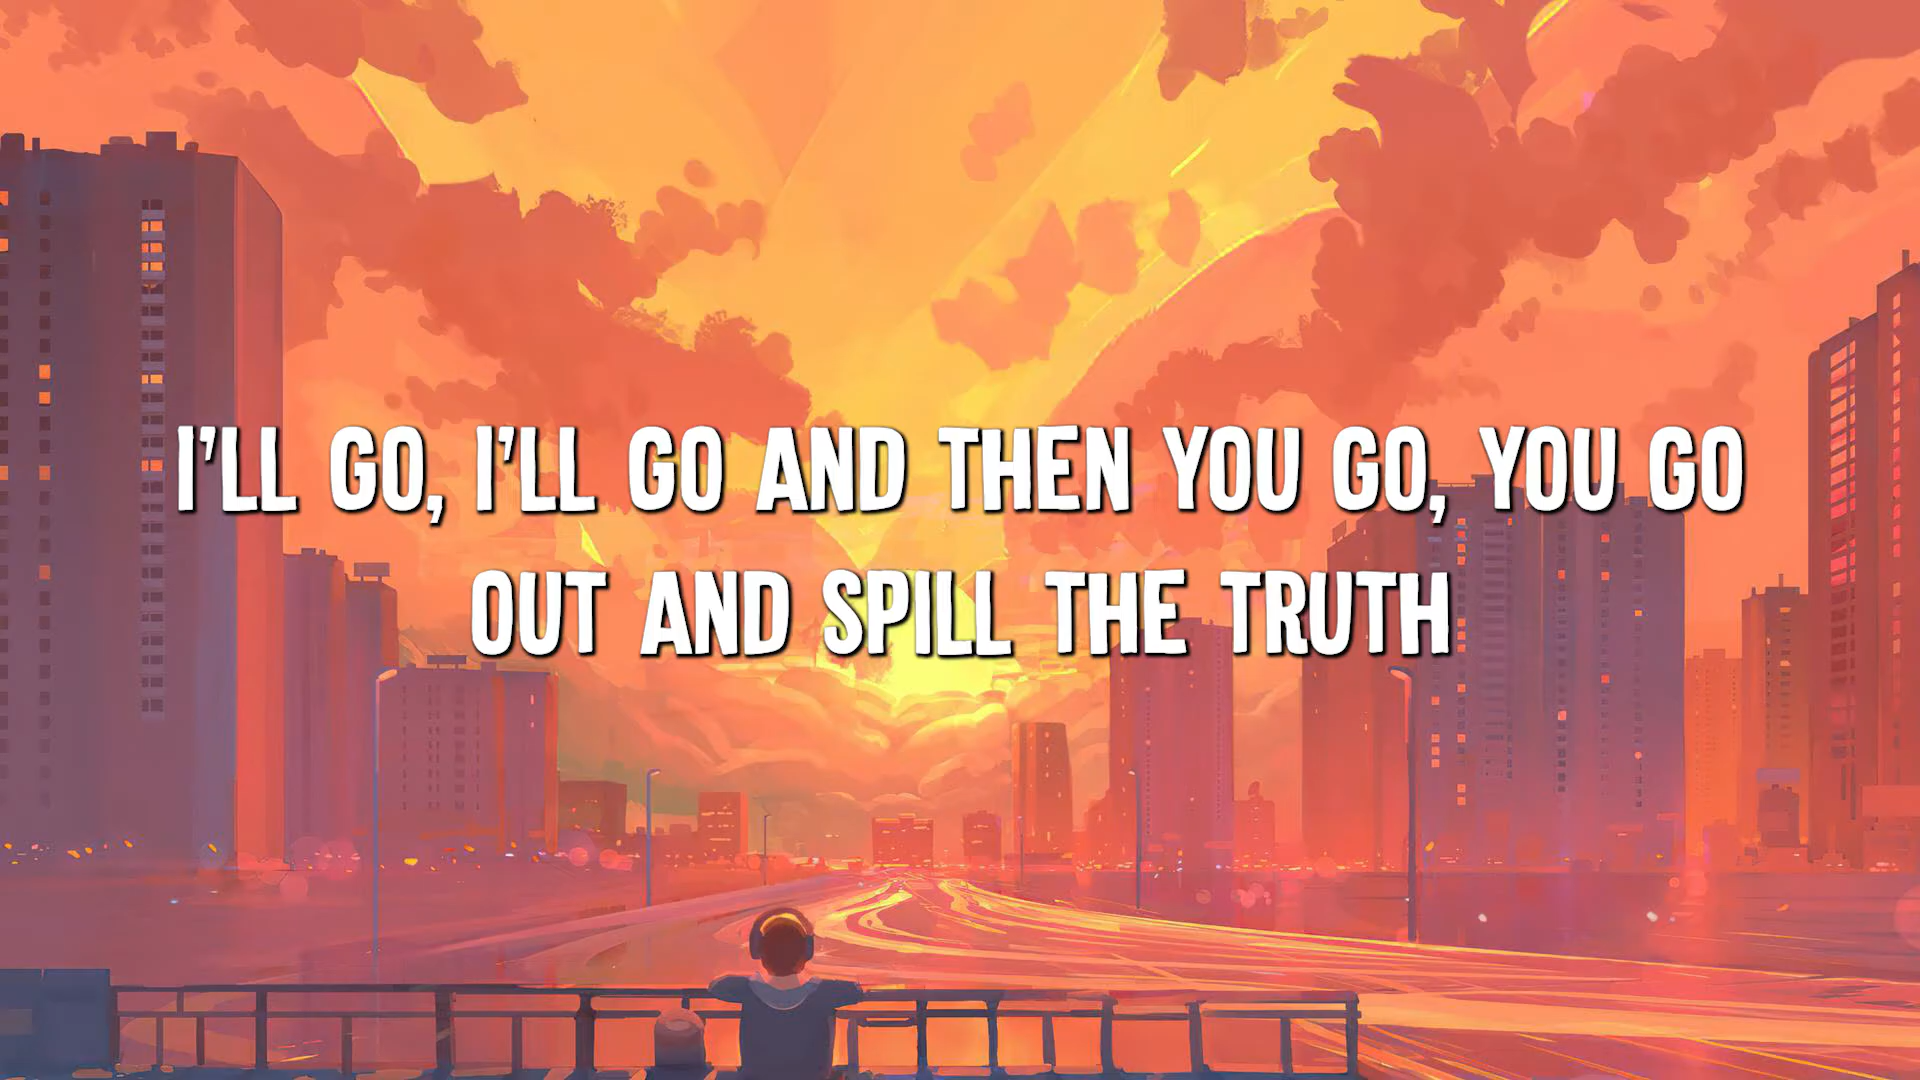 I'LL GO, I'LL GO AND THEN YOU GO, YOU GO
OUT AND SPILL THE TRUTH